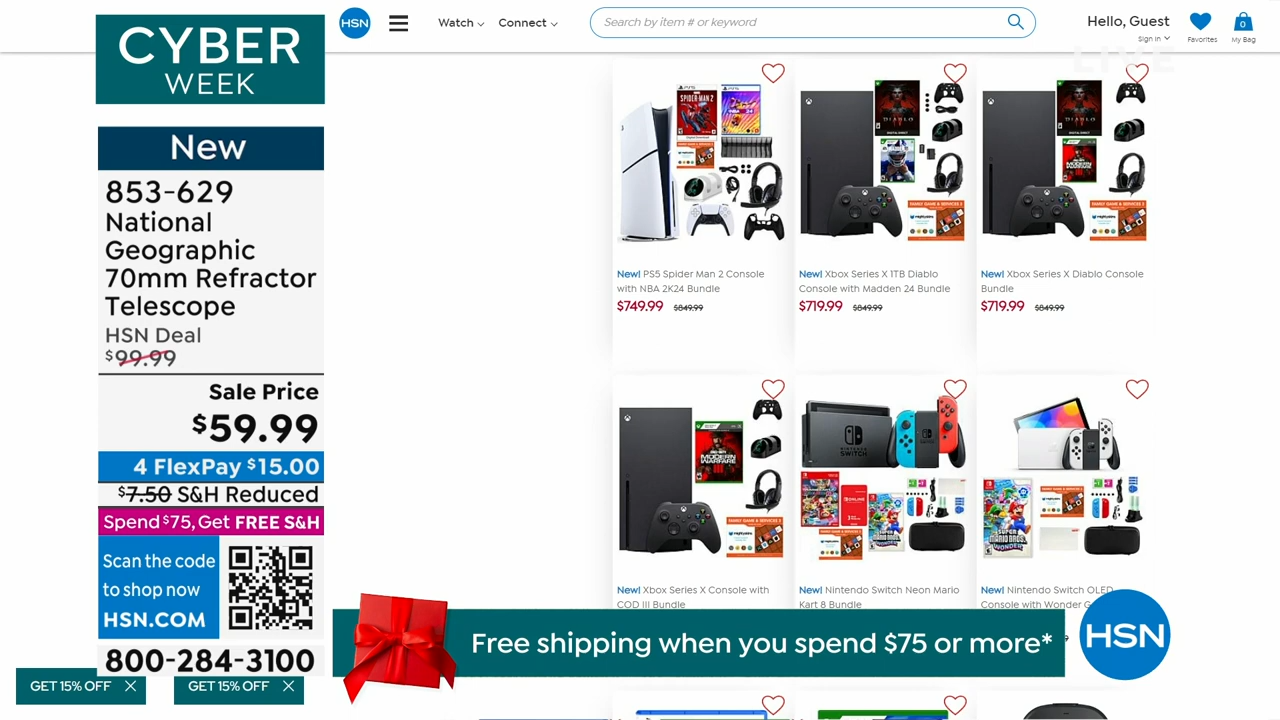 CYBER
WEEK
HSN
Watch
Connect
Search by item # or keyword
Hello, Guest
Sign in
Favorites
0
My Bag
LIVE
New
853-629
National
Geographic
70mm Refractor
Telescope
HSN Deal
$99.99
Sale Price
$59.99
4 FlexPay $15.00
$7.50 S&H Reduced
Spend $75, Get FREE S&H
Scan the code
to shop now
HSN.COM
800-284-3100
GET 15% OFF
GET 15% OFF
New! PS5 Spider Man 2 Console
with NBA 2K24 Bundle
$749.99 $849.99
New! Xbox Series X 1TB Diablo
Console with Madden 24 Bundle
$719.99 $849.99
New! Xbox Series X Diablo Console
Bundle
$719.99 $849.99
New! Xbox Series X Console with
COD III Bundle
New! Nintendo Switch Neon Mario
Kart 8 Bundle
New! Nintendo Switch OLED
Console with Wonder
Free shipping when you spend $75 or more*
HSN